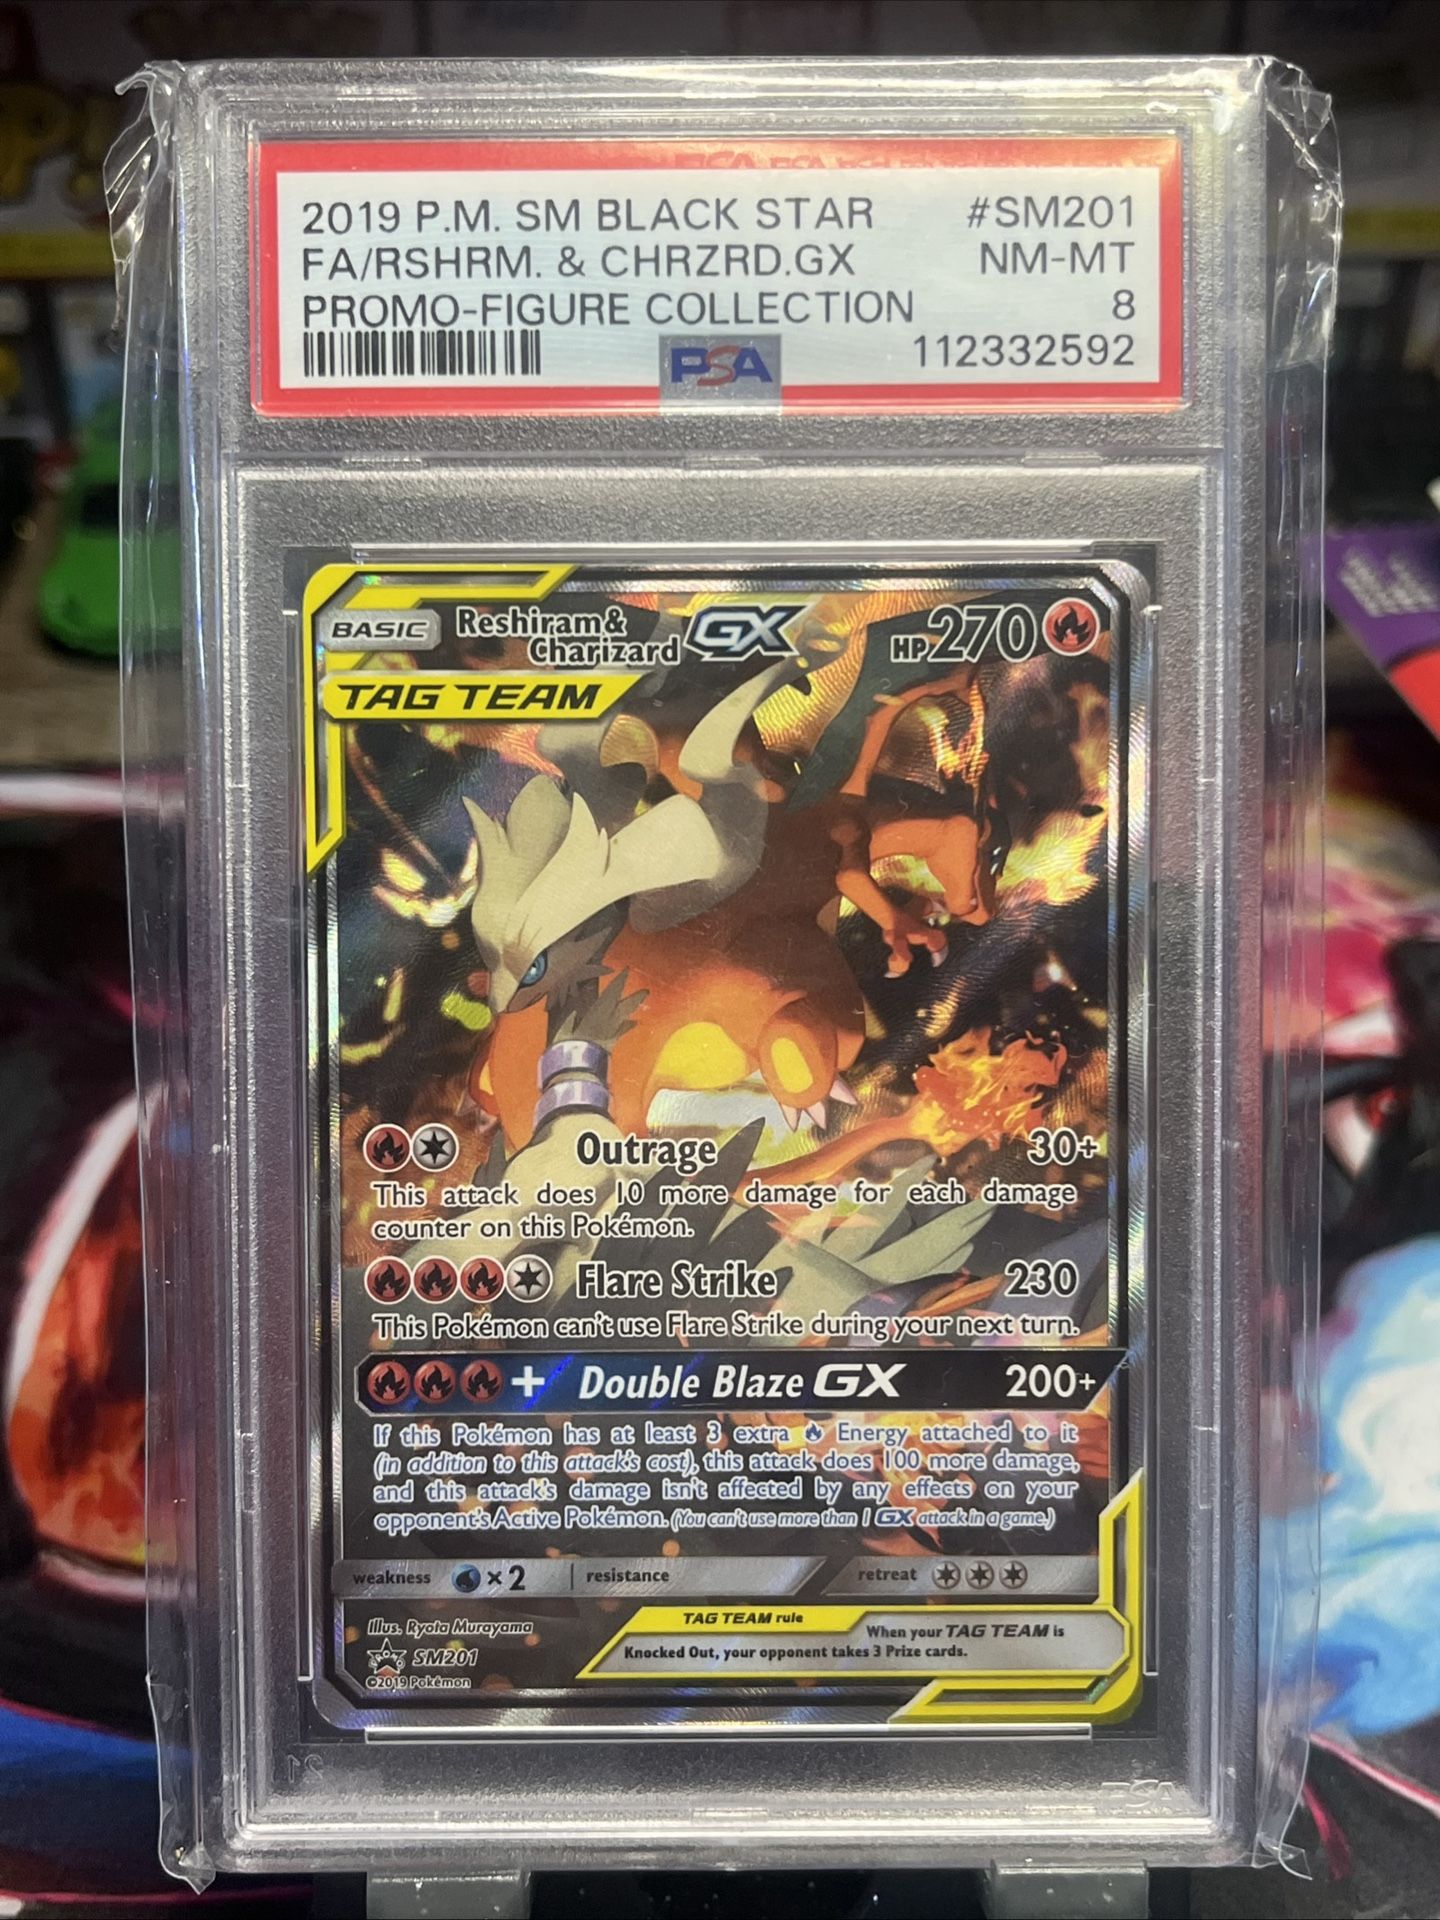 2019 P.M. SM BLACK STAR #SM201
FA/RSHRM. & CHRZRD.GX NM-MT
PROMO-FIGURE COLLECTION 8
PSA 112332592
BASIC Reshiram& Charizard GX HP270
TAG TEAM
Outrage 30+
This attack does 10 more damage for each damage
counter on this Pokémon.
Flare Strike 230
This Pokémon can't use Flare Strike during your next turn.
+ Double Blaze GX 200+
If this Pokémon has at least 3 extra Energy attached to it
(in addition to this attack's cost), this attack does 100 more damage,
and this attack's damage isn't affected by any effects on your
opponent's Active Pokémon. (You can't use more than 1 GX attack in a game.)
weakness ×2 resistance retreat
Illus. Ryota Murayama
TAG TEAM rule
When your TAG TEAM is
Knocked Out, your opponent takes 3 Prize cards.
PROMO SM201
©2019 Pokémon
PSA